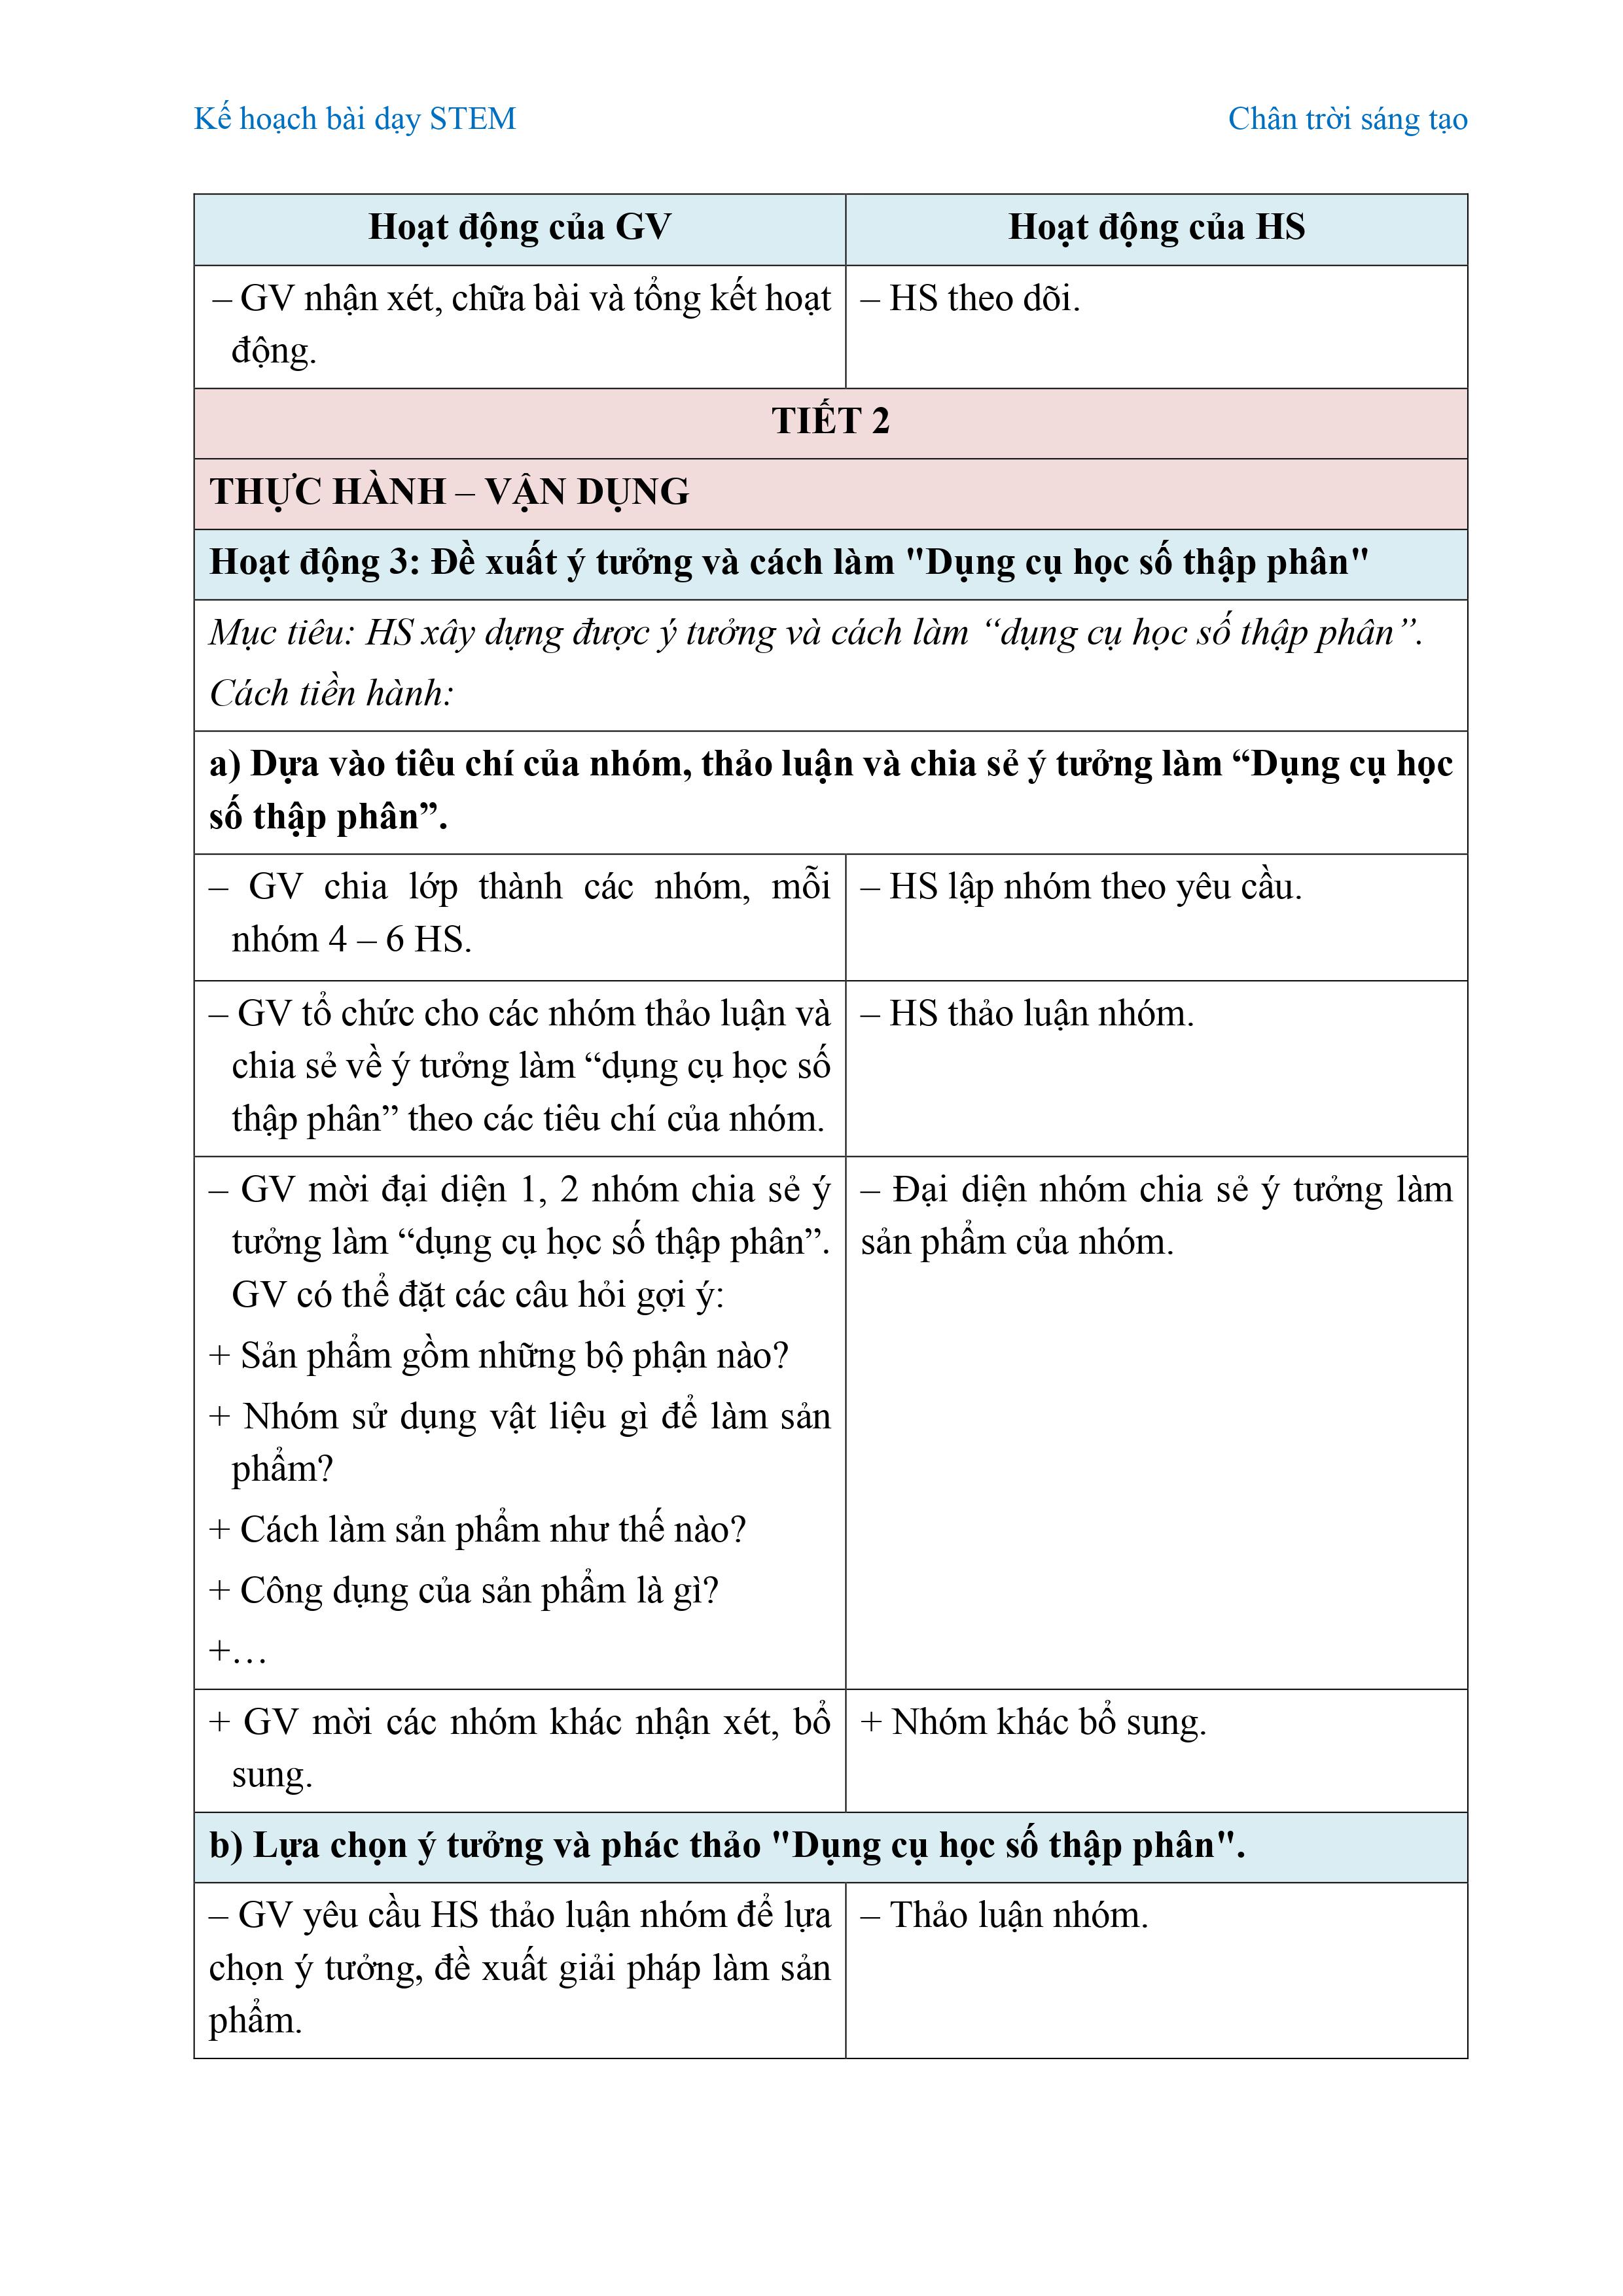 Kế hoạch bài dạy STEM
Chân trời sáng tạo
Hoạt động của GV
Hoạt động của HS
– GV nhận xét, chữa bài và tổng kết hoạt
động.
– HS theo dõi.
TIẾT 2
THỰC HÀNH – VẬN DỤNG
Hoạt động 3: Đề xuất ý tưởng và cách làm "Dụng cụ học số thập phân"
Mục tiêu: HS xây dựng được ý tưởng và cách làm “dụng cụ học số thập phân”.
Cách tiền hành:
a) Dựa vào tiêu chí của nhóm, thảo luận và chia sẻ ý tưởng làm “Dụng cụ học
số thập phân”.
– GV chia lớp thành các nhóm, mỗi
nhóm 4 – 6 HS.
– HS lập nhóm theo yêu cầu.
– GV tổ chức cho các nhóm thảo luận và
chia sẻ về ý tưởng làm “dụng cụ học số
thập phân” theo các tiêu chí của nhóm.
– HS thảo luận nhóm.
– GV mời đại diện 1, 2 nhóm chia sẻ ý
tưởng làm “dụng cụ học số thập phân”.
GV có thể đặt các câu hỏi gợi ý:
+ Sản phẩm gồm những bộ phận nào?
+ Nhóm sử dụng vật liệu gì để làm sản
phẩm?
+ Cách làm sản phẩm như thế nào?
+ Công dụng của sản phẩm là gì?
+…
– Đại diện nhóm chia sẻ ý tưởng làm
sản phẩm của nhóm.
+ GV mời các nhóm khác nhận xét, bổ
sung.
+ Nhóm khác bổ sung.
b) Lựa chọn ý tưởng và phác thảo "Dụng cụ học số thập phân".
– GV yêu cầu HS thảo luận nhóm để lựa
chọn ý tưởng, đề xuất giải pháp làm sản
phẩm.
– Thảo luận nhóm.